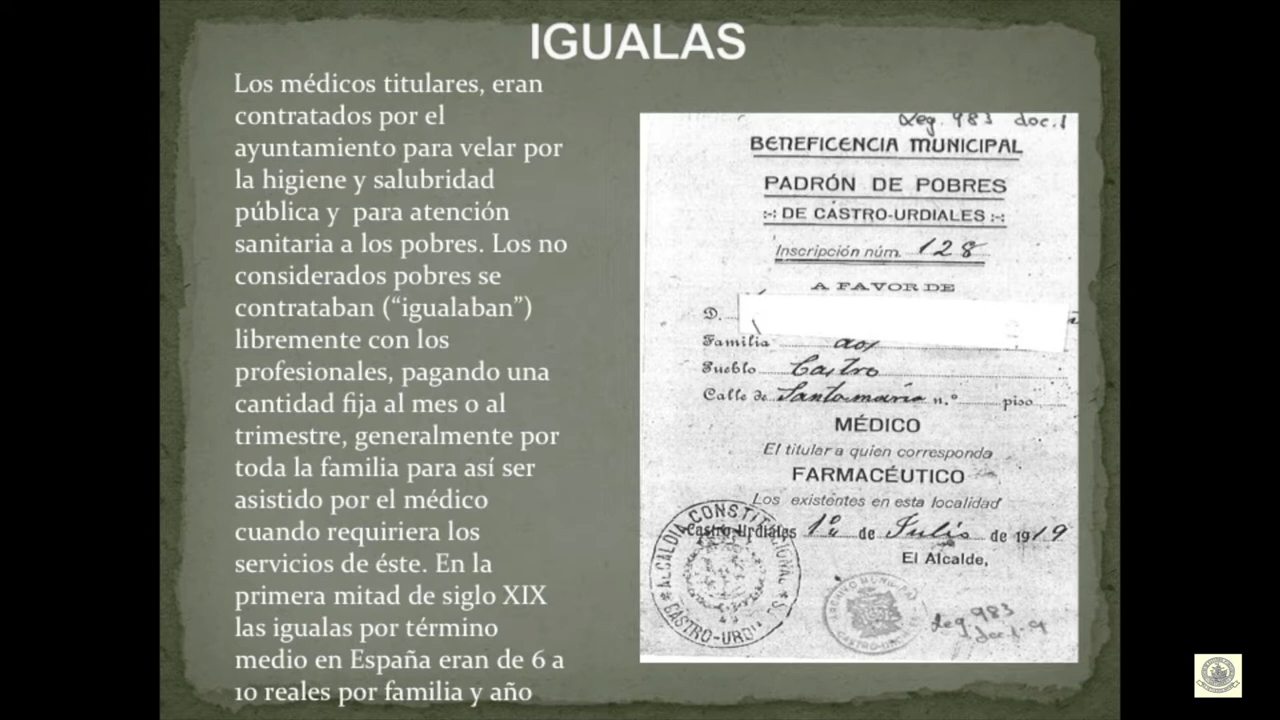 IGUALAS
Los médicos titulares, eran
contratados por el
ayuntamiento para velar por
la higiene y salubridad
pública y para atención
sanitaria a los pobres. Los no
considerados pobres se
contrataban (“igualaban”)
libremente con los
profesionales, pagando una
cantidad fija al mes o al
trimestre, generalmente por
toda la familia para así ser
asistido por el médico
cuando requiriera los
servicios de éste. En la
primera mitad de siglo XIX
las igualas por término
medio en España eran de 6 a
10 reales por familia y año
Leg. 983 doc. 1
BENEFICENCIA MUNICIPAL
PADRÓN DE POBRES
DE CASTRO-URDIALES
Inscripción núm. 128
A FAVOR DE
D.
Familia dos
Pueblo Castro
Calle de Santamaría n.º piso
MÉDICO
El titular a quien corresponda
FARMACÉUTICO
Los existentes en esta localidad
Castro-Urdiales 1º de Julio de 1919
El Alcalde,
ALCALDIA CONSTITUCIONAL
CASTRO-URDI
ARCHIVO MUNICIPAL
Leg. 983